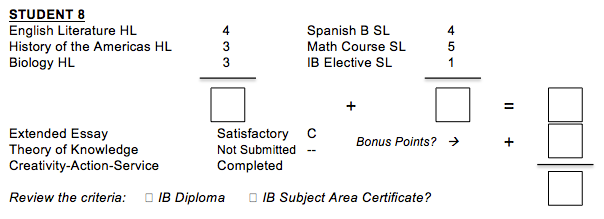 STUDENT 8
English Literature HL 4 Spanish B SL 4
History of the Americas HL 3 Math Course SL 5
Biology HL 3 IB Elective SL 1
+ =
Extended Essay Satisfactory C
Theory of Knowledge Not Submitted -- Bonus Points? → +
Creativity-Action-Service Completed
Review the criteria: □ IB Diploma □ IB Subject Area Certificate?